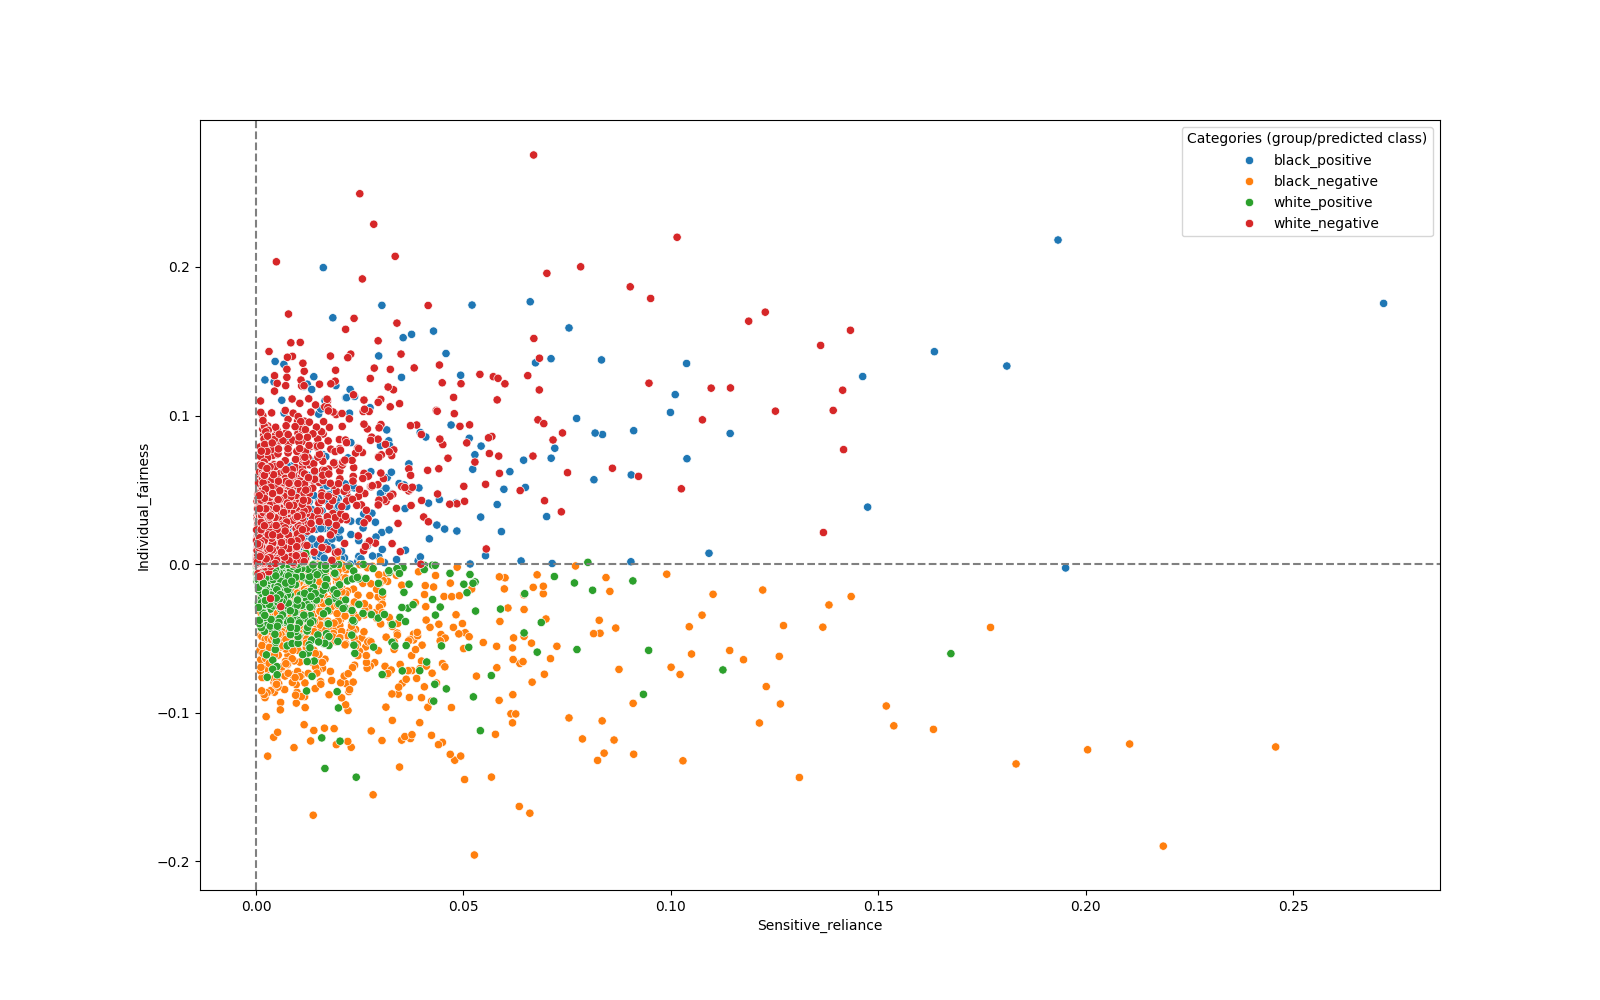 Categories (group/predicted class)
black_positive
black_negative
white_positive
white_negative
Individual_fairness
0.2
0.1
0.0
−0.1
−0.2
0.00 0.05 0.10 0.15 0.20 0.25
Sensitive_reliance